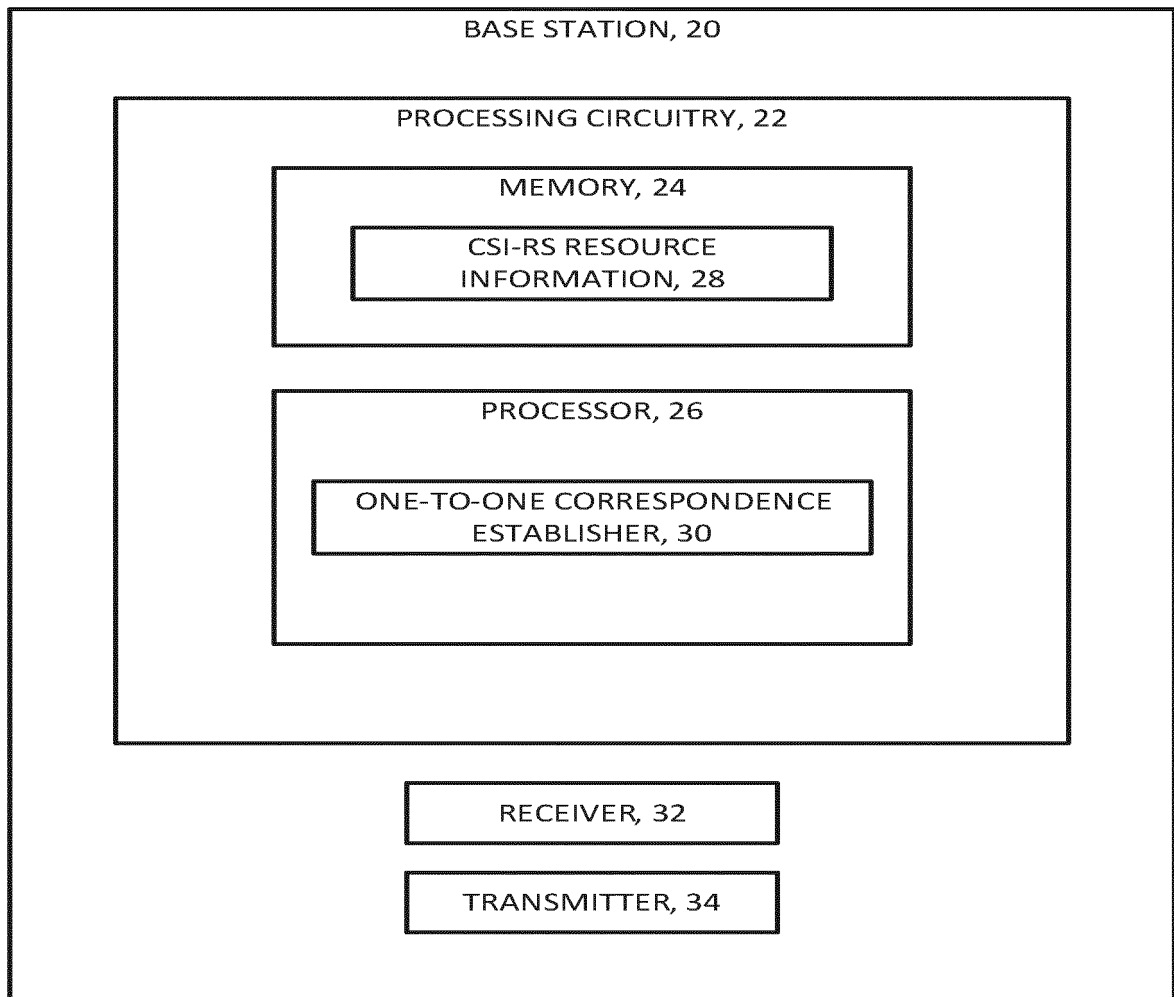 BASE STATION, 20
PROCESSING CIRCUITRY, 22
MEMORY, 24
CSI-RS RESOURCE
INFORMATION, 28
PROCESSOR, 26
ONE-TO-ONE CORRESPONDENCE
ESTABLISHER, 30
RECEIVER, 32
TRANSMITTER, 34